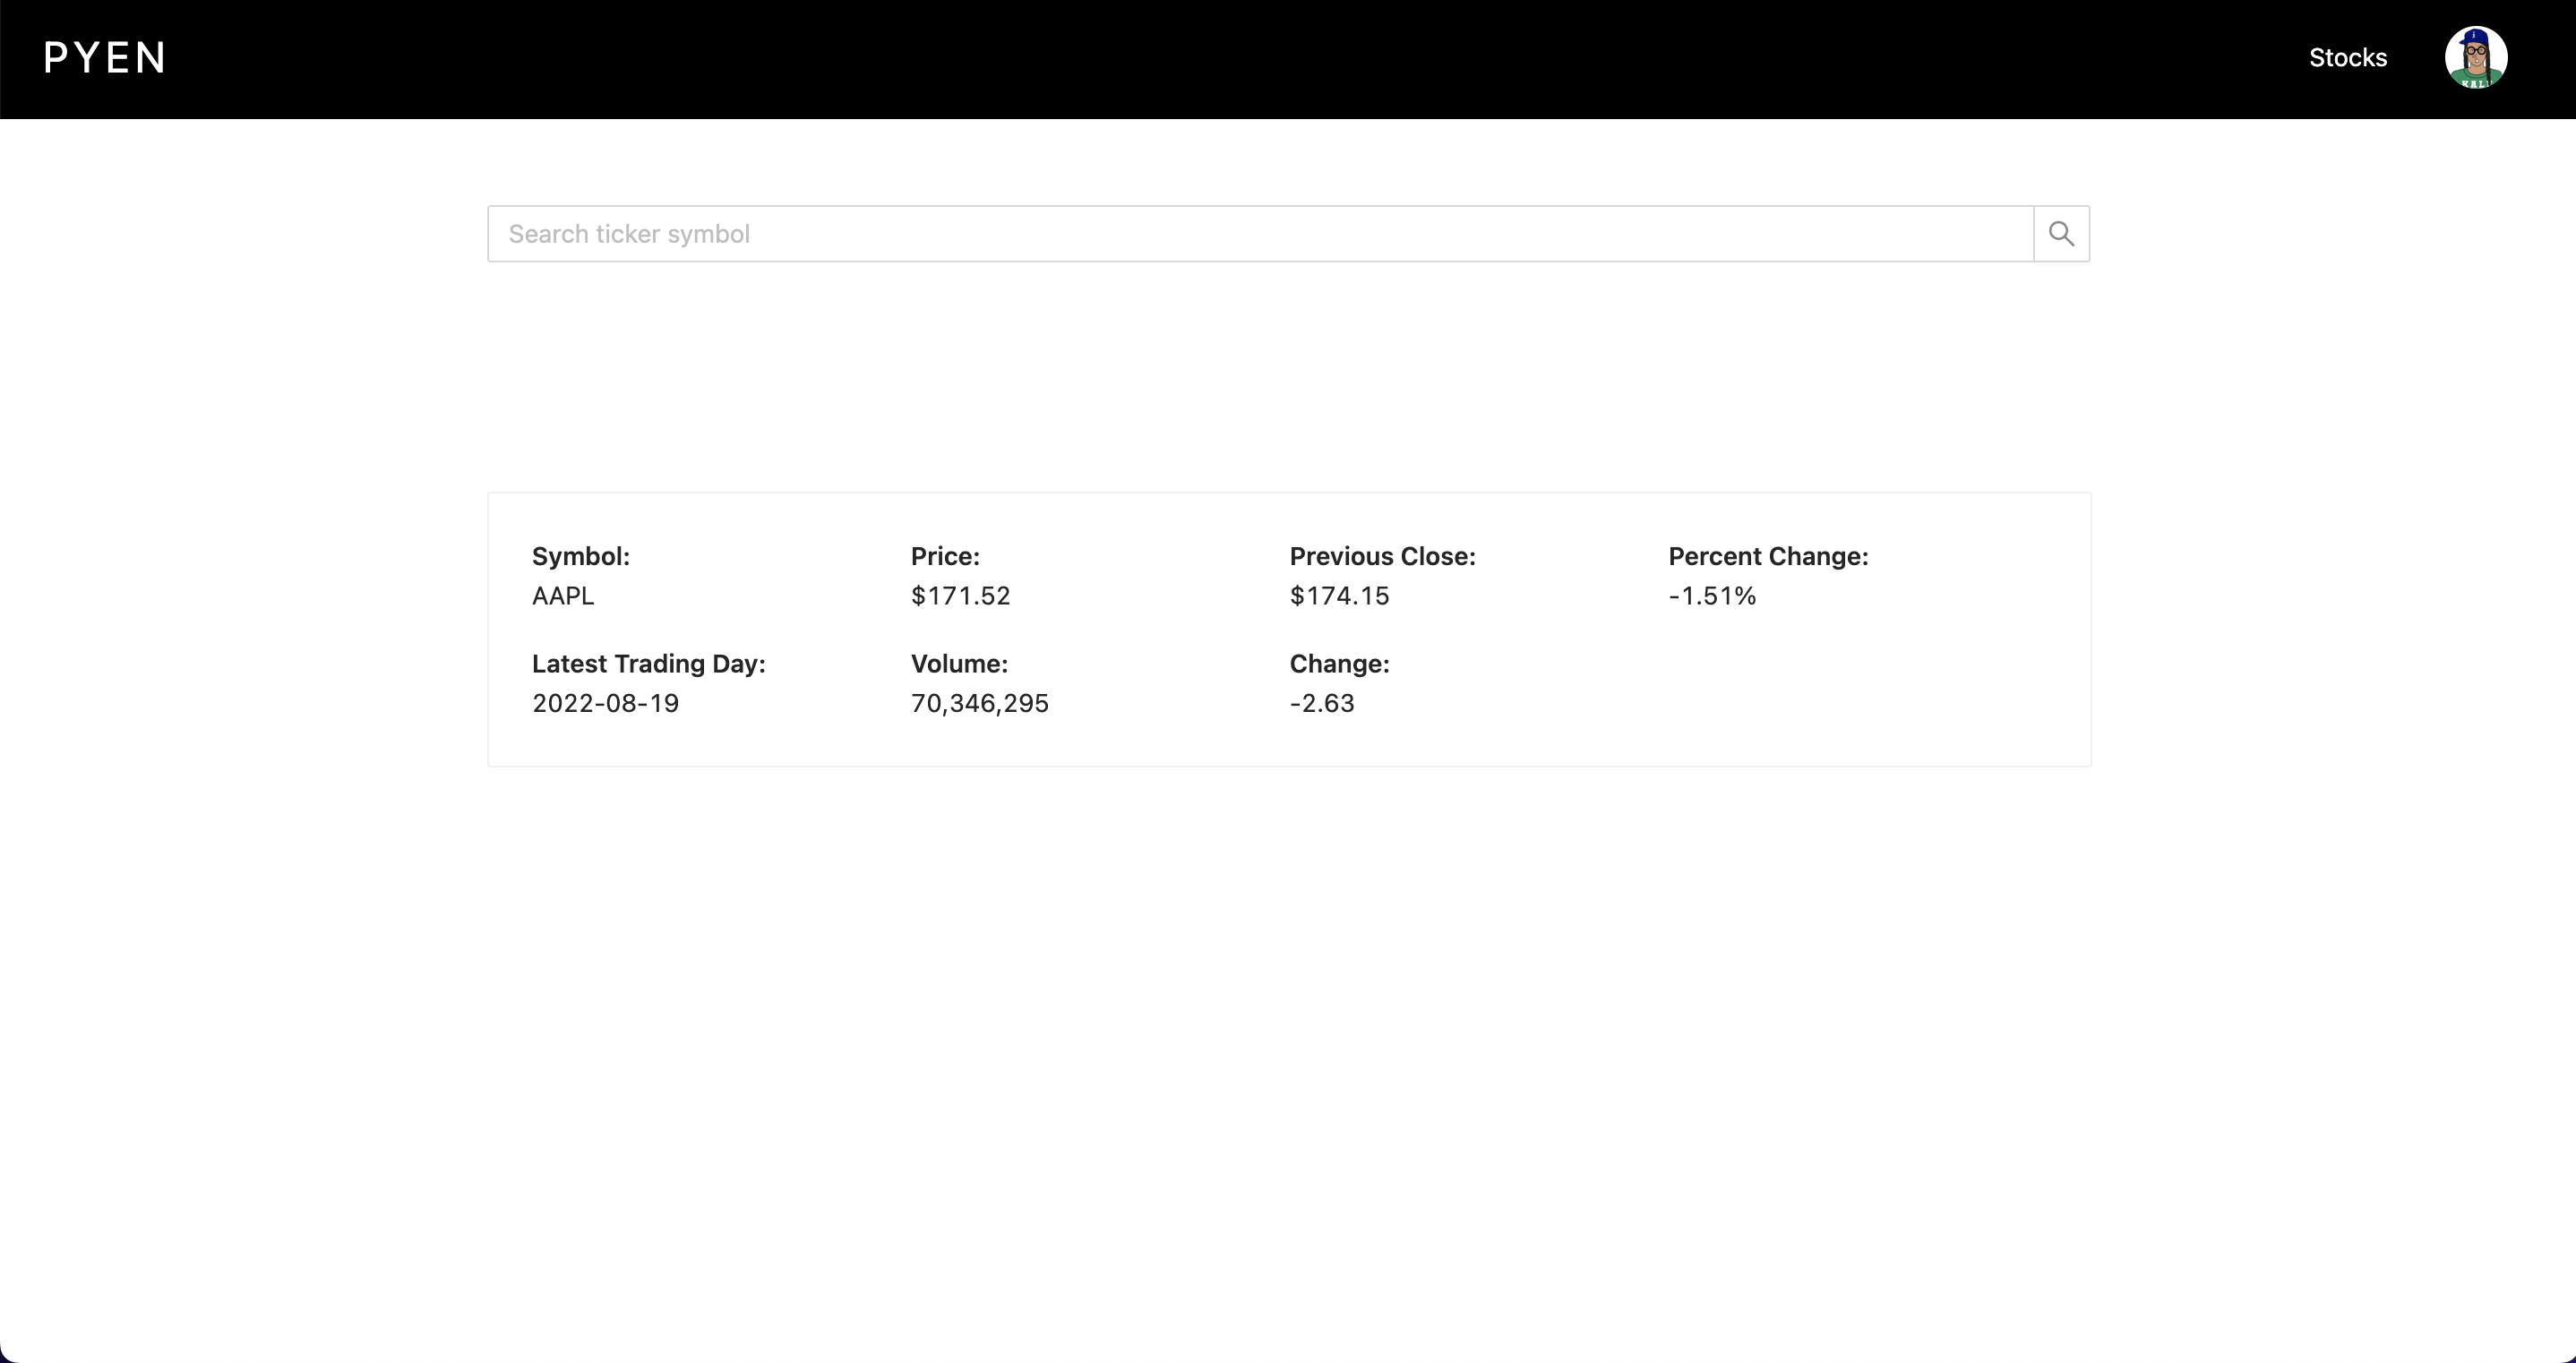 PYEN
Stocks
Search ticker symbol
Symbol:
AAPL
Price:
$171.52
Previous Close:
$174.15
Percent Change:
-1.51%
Latest Trading Day:
2022-08-19
Volume:
70,346,295
Change:
-2.63